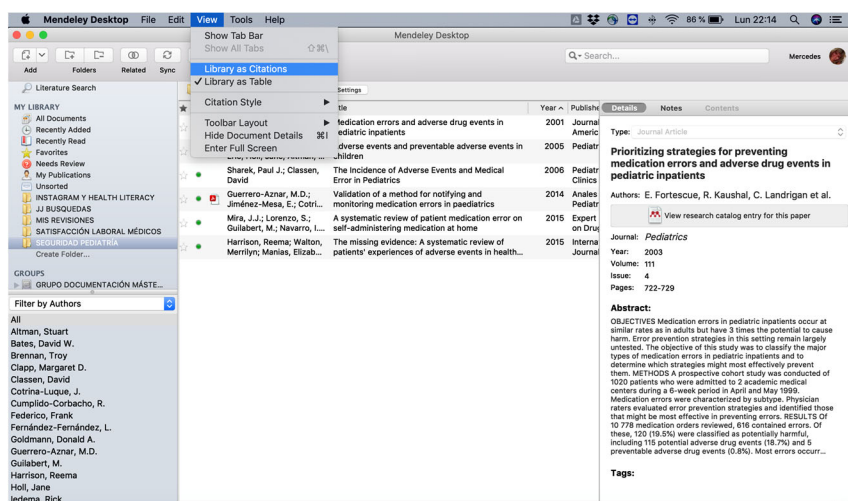 Mendeley Desktop File Edit View Tools Help 86 % Lun 22:14
Mendeley Desktop
Show Tab Bar
Show All Tabs ⇧⌘\
Library as Citations
✓ Library as Table
Citation Style
Toolbar Layout
Hide Document Details ⌘I
Enter Full Screen
Add Folders Related Sync
Search...
Mercedes
Literature Search
MY LIBRARY
All Documents
Recently Added
Recently Read
Favorites
Needs Review
My Publications
Unsorted
INSTAGRAM Y HEALTH LITERACY
JJ BUSQUEDAS
MIS REVISIONES
SATISFACCIÓN LABORAL MÉDICOS
SEGURIDAD PEDIATRÍA
Create Folder...
GROUPS
GRUPO DOCUMENTACIÓN MÁSTE...
Filter by Authors
All
Altman, Stuart
Bates, David W.
Brennan, Troy
Clapp, Margaret D.
Classen, David
Cotrina-Luque, J.
Cumplido-Corbacho, R.
Federico, Frank
Fernández-Fernández, L.
Goldmann, Donald A.
Guerrero-Aznar, M.D.
Guilabert, M.
Harrison, Reema
Holl, Jane
Iedema, Rick
Settings
Year Publishe
Medication errors and adverse drug events in
pediatric inpatients
2001 Journal
Americ
Adverse events and preventable adverse events in
children
2005 Pediatr
Sharek, Paul J.; Classen,
David
The Incidence of Adverse Events and Medical
Error in Pediatrics
2006 Pediatr
Clinics
Guerrero-Aznar, M.D.;
Jiménez-Mesa, E.; Cotri...
Validation of a method for notifying and
monitoring medication errors in paediatrics
2014 Anales
Pediatr
Mira, J.J.; Lorenzo, S.;
Guilabert, M.; Navarro, I....
A systematic review of patient medication error on
self-administering medication at home
2015 Expert
on Drug
Harrison, Reema; Walton,
Merrilyn; Manias, Elizab...
The missing evidence: A systematic review of
patients' experiences of adverse events in health...
2015 Interna
Journal
Details Notes Contents
Type: Journal Article
Prioritizing strategies for preventing
medication errors and adverse drug events in
pediatric inpatients
Authors: E. Fortescue, R. Kaushal, C. Landrigan et al.
View research catalog entry for this paper
Journal: Pediatrics
Year: 2003
Volume: 111
Issue: 4
Pages: 722-729
Abstract:
OBJECTIVES Medication errors in pediatric inpatients occur at
similar rates as in adults but have 3 times the potential to cause
harm. Error prevention strategies in this setting remain largely
untested. The objective of this study was to classify the major
types of medication errors in pediatric inpatients and to
determine which strategies might most effectively prevent
them. METHODS A prospective cohort study was conducted of
1020 patients who were admitted to 2 academic medical
centers during a 6-week period in April and May 1999.
Medication errors were characterized by subtype. Physician
raters evaluated error prevention strategies and identified those
that might be most effective in preventing errors. RESULTS Of
10 778 medication orders reviewed, 616 contained errors. Of
these, 120 (19.5%) were classified as potentially harmful,
including 115 potential adverse drug events (18.7%) and 5
preventable adverse drug events (0.8%). Most errors occurr...
Tags: